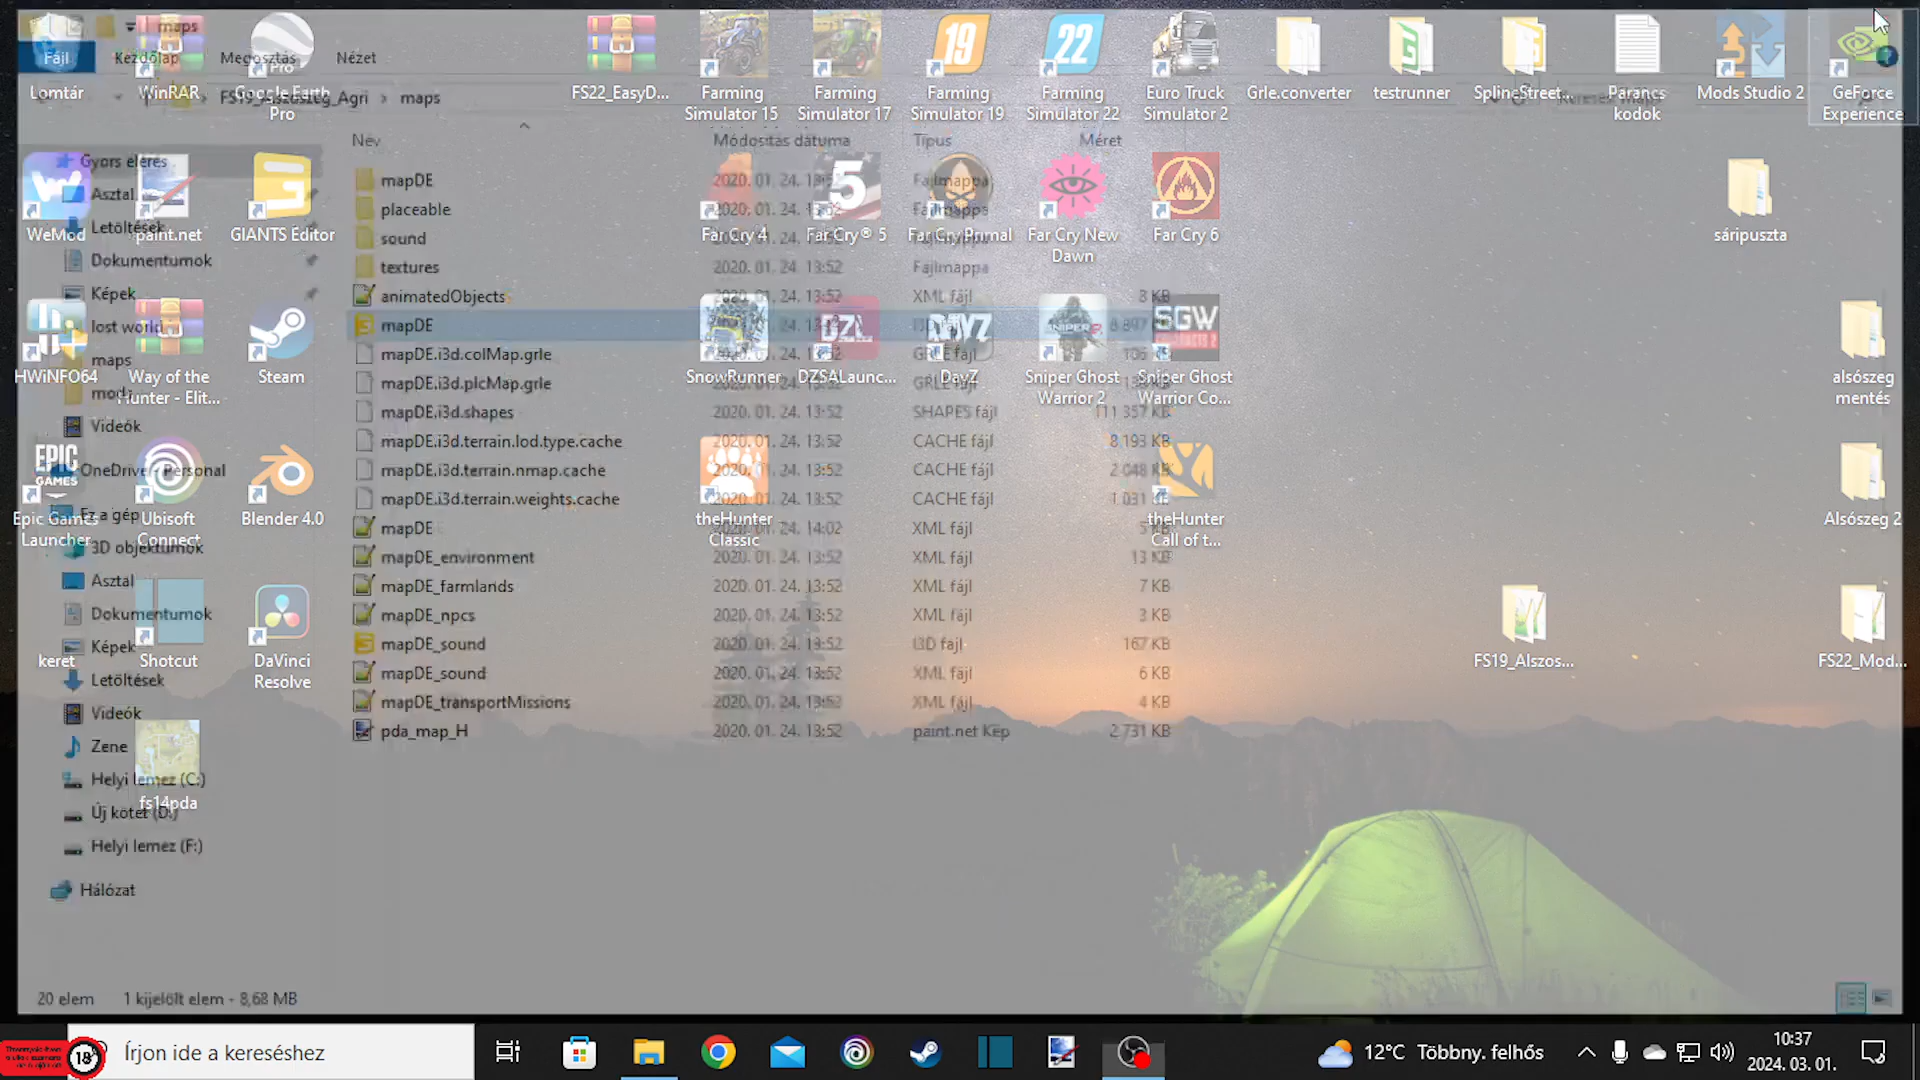 maps
Fájl
Kezdőlap
Megosztás
Nézet
FS19_Alszoszeg_Agri
maps
Név
Módosítás dátuma
Típus
Méret
Gyors elérés
Asztal
Letöltések
Dokumentumok
Képek
lost world
maps
mods
Videók
OneDrive - Personal
Ez a gép
3D objektumok
Asztal
Dokumentumok
Képek
Letöltések
Videók
Zene
Helyi lemez (C:)
Új kötet (D:)
Helyi lemez (F:)
Hálózat
mapDE 2020. 01. 24. 13:52 Fájlmappa
placeable 2020. 01. 24. 13:52 Fájlmappa
sound 2020. 01. 24. 13:52 Fájlmappa
textures 2020. 01. 24. 13:52 Fájlmappa
animatedObjects 2020. 01. 24. 13:52 XML fájl 8 KB
mapDE 2020. 01. 24. 13:52 I3D fájl 8 897 KB
mapDE.i3d.colMap.grle 2020. 01. 24. 13:52 GRLE fájl
mapDE.i3d.plcMap.grle 2020. 01. 24. 13:52 GRLE fájl
mapDE.i3d.shapes 2020. 01. 24. 13:52 SHAPES fájl 111 357 KB
mapDE.i3d.terrain.lod.type.cache 2020. 01. 24. 13:52 CACHE fájl 8 193 KB
mapDE.i3d.terrain.nmap.cache 2020. 01. 24. 13:52 CACHE fájl 2 048 KB
mapDE.i3d.terrain.weights.cache 2020. 01. 24. 13:52 CACHE fájl 1 031 KB
mapDE 2020. 01. 24. 14:02 XML fájl 5 KB
mapDE_environment 2020. 01. 24. 13:52 XML fájl 13 KB
mapDE_farmlands 2020. 01. 24. 13:52 XML fájl 7 KB
mapDE_npcs 2020. 01. 24. 13:52 XML fájl 3 KB
mapDE_sound 2020. 01. 24. 13:52 I3D fájl 167 KB
mapDE_sound 2020. 01. 24. 13:52 XML fájl 6 KB
mapDE_transportMissions 2020. 01. 24. 13:52 XML fájl 4 KB
pda_map_H 2020. 01. 24. 13:52 paint.net Kép 2 731 KB
20 elem 1 kijelölt elem - 8,68 MB
Lomtár
WinRAR
Google Earth
Pro
FS22_EasyD...
Farming
Simulator 15
Farming
Simulator 17
Farming
Simulator 19
Farming
Simulator 22
Euro Truck
Simulator 2
Grle.converter
testrunner
SplineStreet...
Parancs
kodok
Mods Studio 2
GeForce
Experience
19
22
WeMod
paint.net
GIANTS Editor
Far Cry 4
Far Cry® 5
Far Cry Primal
Far Cry New
Dawn
Far Cry 6
sáripuszta
5
HWiNFO64
Way of the
Hunter - Elit...
Steam
SnowRunner
DZSALaunc...
DayZ
Sniper Ghost
Warrior 2
Sniper Ghost
Warrior Co...
alsószeg
mentés
DZL
DAYZ
SGW
EPIC
GAMES
Epic Games
Launcher
Ubisoft
Connect
Blender 4.0
theHunter
Classic
theHunter
Call of t...
Alsószeg 2
keret
Shotcut
DaVinci
Resolve
FS19_Alszos...
FS22_Mod...
fs14pda
18
Írjon ide a kereséshez
12°C Többny. felhős
10:37
2024. 03. 01.